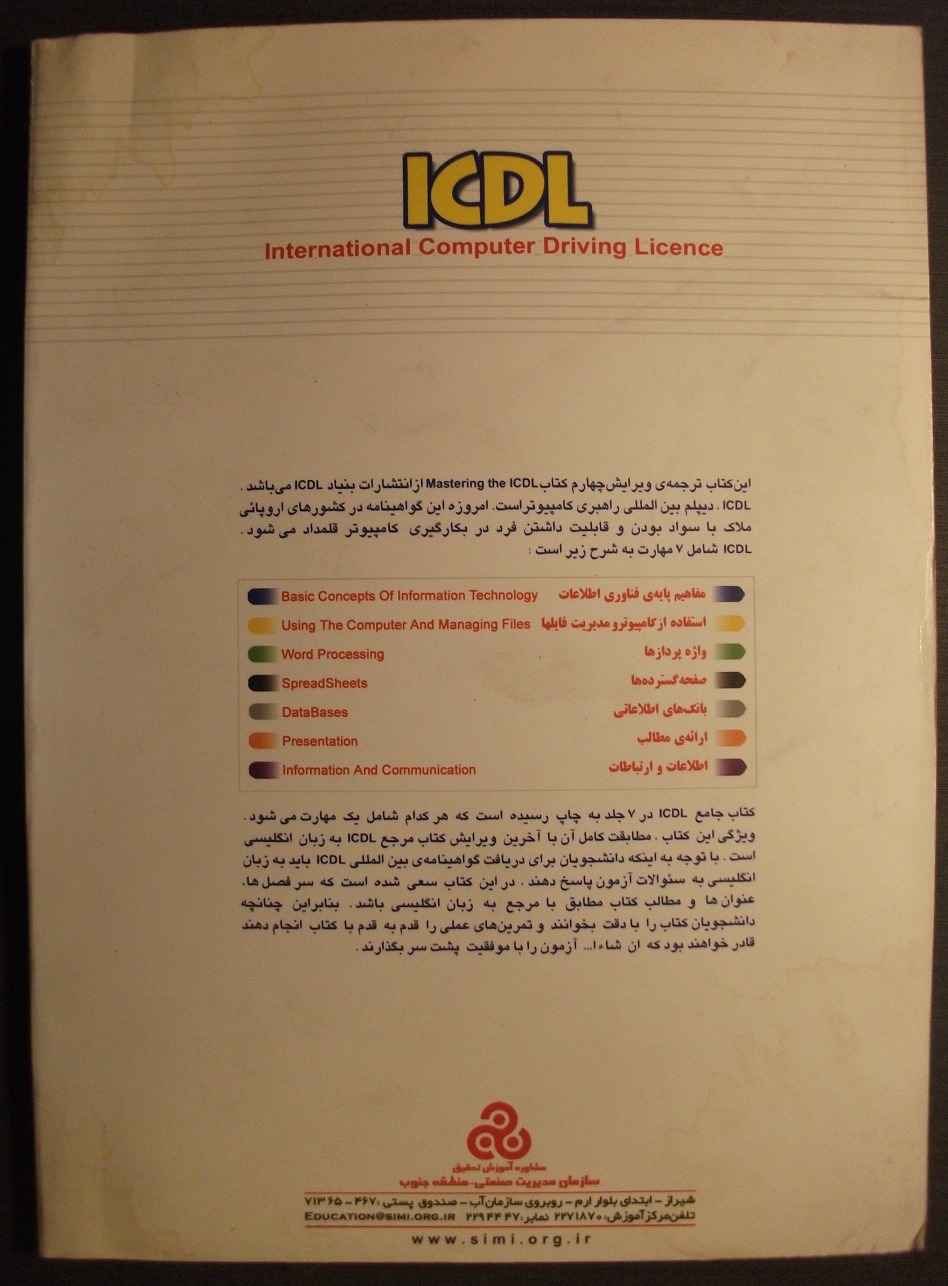 ICDL
International Computer Driving Licence
این کتاب ترجمه‌ی ویرایش چهارم کتاب Mastering the ICDL از انتشارات بنیاد ICDL می‌باشد .
ICDL ، دیپلم بین المللی راهبری کامپیوتر است. امروزه این گواهینامه در کشورهای اروپائی
ملاک با سواد بودن و قابلیت داشتن فرد در بکارگیری کامپیوتر قلمداد می شود .
ICDL شامل ۷ مهارت به شرح زیر است :
Basic Concepts Of Information Technology مفاهیم پایه‌ی فناوری اطلاعات
Using The Computer And Managing Files استفاده از کامپیوتر و مدیریت فایلها
Word Processing واژه پردازها
SpreadSheets صفحه گسترده‌ها
DataBases بانک‌های اطلاعاتی
Presentation ارائه‌ی مطالب
Information And Communication اطلاعات و ارتباطات
کتاب جامع ICDL در ۷ جلد به چاپ رسیده است که هر کدام شامل یک مهارت می شود .
ویژگی این کتاب ، مطابقت کامل آن با آخرین ویرایش کتاب مرجع ICDL به زبان انگلیسی
است . با توجه به اینکه دانشجویان برای دریافت گواهینامه‌ی بین المللی ICDL باید به زبان
انگلیسی به سئوالات آزمون پاسخ دهند ، در این کتاب سعی شده است که سر فصل ها،
عنوان ها و مطالب کتاب مطابق با مرجع به زبان انگلیسی باشد . بنابراین چنانچه
دانشجویان کتاب را با دقت بخوانند و تمرین‌های عملی را قدم به قدم با کتاب انجام دهند
قادر خواهند بود که ان شاءا... آزمون را با موفقیت پشت سر بگذارند .
مشاوره آموزش تحقیق
سازمان مدیریت صنعتی-منطقه جنوب
شیراز – ابتدای بلوار ارم – روبروی سازمان آب – صندوق پستی : ۴۶۷ – ۷۱۳۶۵
تلفن مرکز آموزش: ۲۲۷۱۸۷۰ نمابر: ۲۲۹۴۴۴۷ EDUCATION@SIMI.ORG.IR
www.simi.org.ir